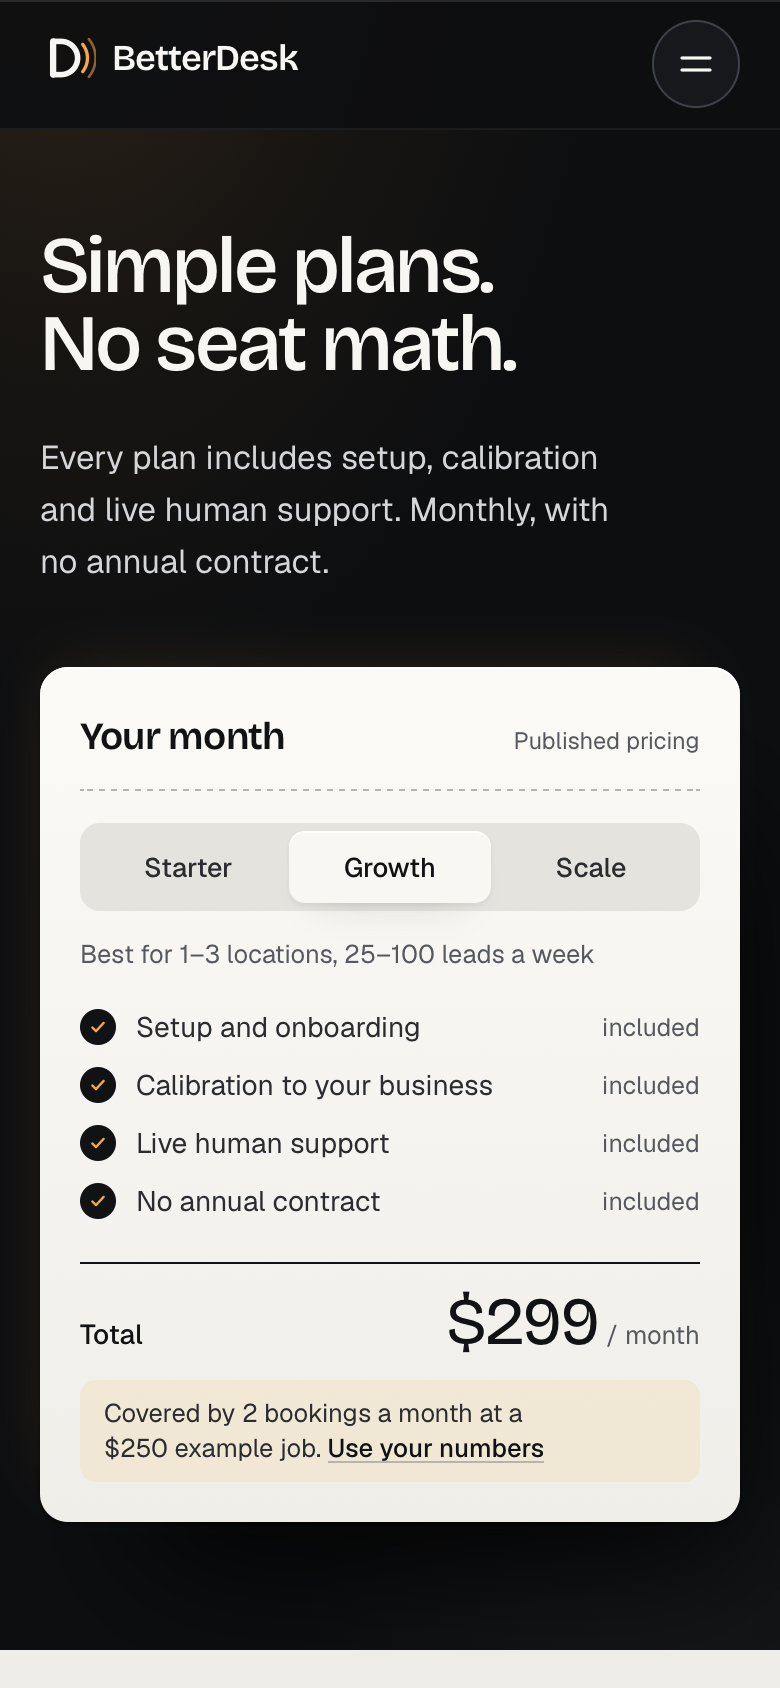 BetterDesk
Simple plans.
No seat math.
Every plan includes setup, calibration
and live human support. Monthly, with
no annual contract.
Your month
Published pricing
Starter
Growth
Scale
Best for 1–3 locations, 25–100 leads a week
Setup and onboarding included
Calibration to your business included
Live human support included
No annual contract included
Total $299 / month
Covered by 2 bookings a month at a
$250 example job. Use your numbers